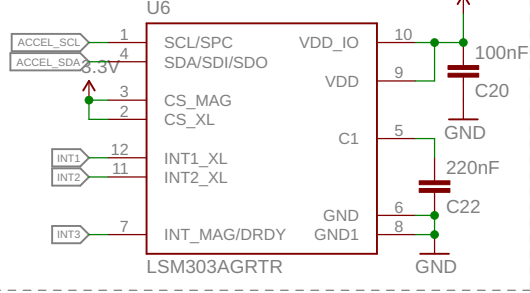 U6
ACCEL_SCL 1 SCL/SPC VDD_IO 10
ACCEL_SDA 4 SDA/SDI/SDO
100nF
3.3V
VDD 9
3 CS_MAG
C20
2 CS_XL
GND
C1 5
12 INT1_XL
INT1
220nF
11 INT2_XL
INT2
C22
GND 6
INT3 7 INT_MAG/DRDY GND1 8
LSM303AGRTR
GND